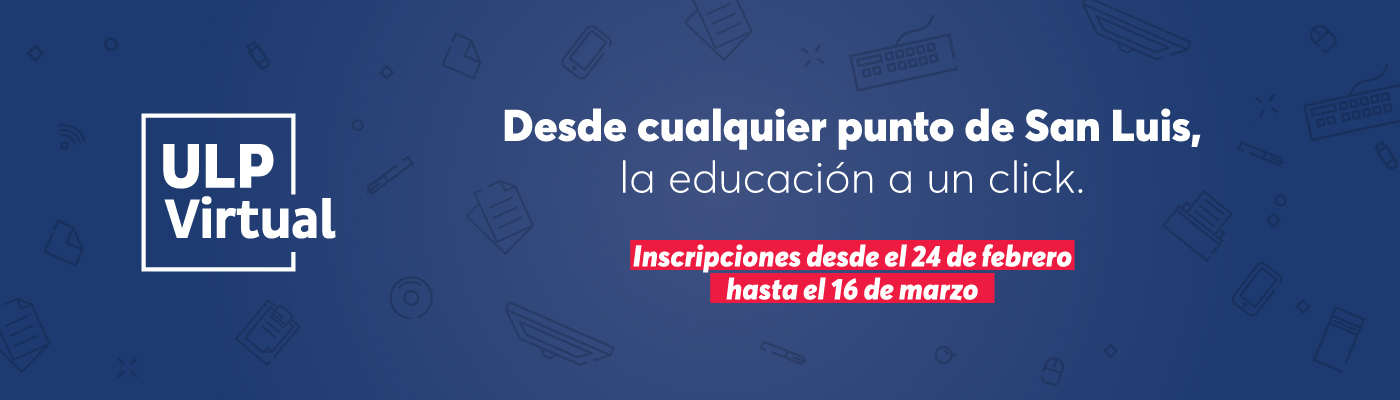 ULP
Virtual
Desde cualquier punto de San Luis,
la educación a un click.
Inscripciones desde el 24 de febrero
hasta el 16 de marzo